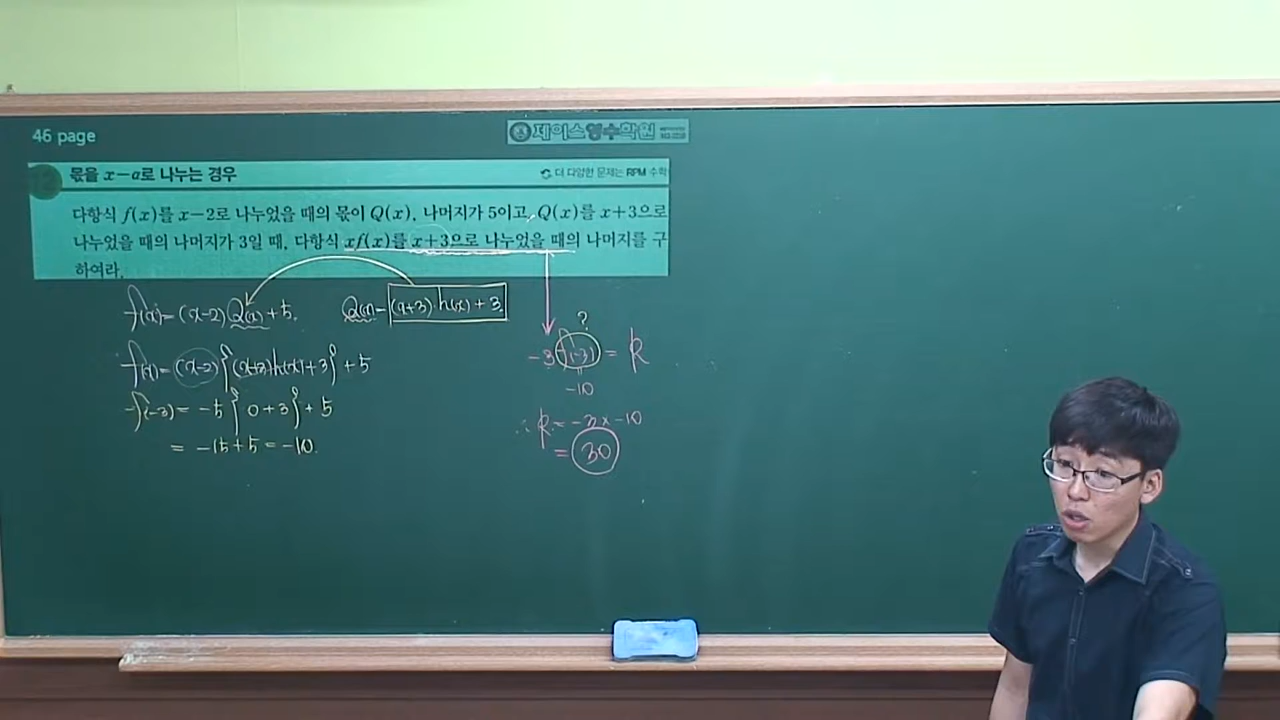 46 page
제이스영수학원
몫을 x-a로 나누는 경우
더 다양한 문제는 RPM 수학
다항식 f(x)를 x-2로 나누었을 때의 몫이 Q(x), 나머지가 5이고, Q(x)를 x+3으로
나누었을 때의 나머지가 3일 때, 다항식 xf(x)를 x+3으로 나누었을 때의 나머지를 구
하여라.
f(x)=(x-2)Q(x)+5.
Q(x)=(x+3)·h(x)+3
f(x)=(x-2){(x+3)h(x)+3}+5
f(-3)=-5{0+3}+5
=-15+5=-10.
?
-3f(-3)=R
-10
∴R=-3×-10
=30